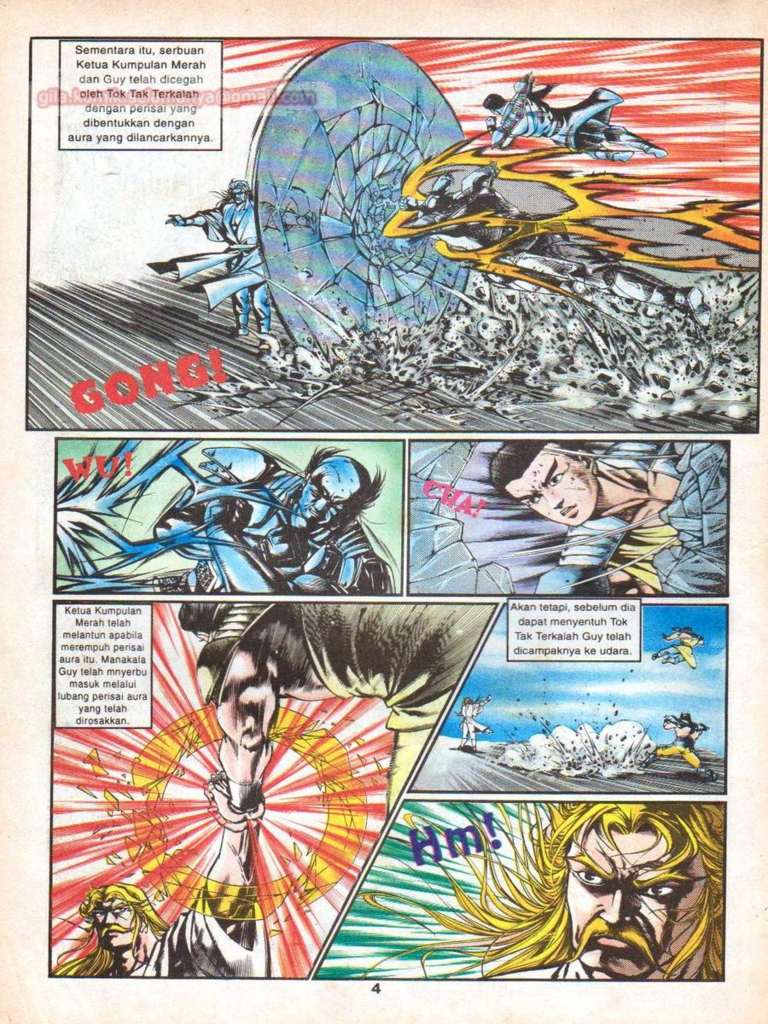 Sementara itu, serbuan
Ketua Kumpulan Merah
dan Guy telah dicegah
oleh Tok Tak Terkalah
dengan perisai yang
dibentukkan dengan
aura yang dilancarkannya.
GONG!
WU!
CHA!
Ketua Kumpulan
Merah telah
melantun apabila
merempuh perisai
aura itu. Manakala
Guy telah mnyerbu
masuk melalui
lubang perisai aura
yang telah
dirosakkan.
Akan tetapi, sebelum dia
dapat menyentuh Tok
Tak Terkalah Guy telah
dicampaknya ke udara.
Hm!
4